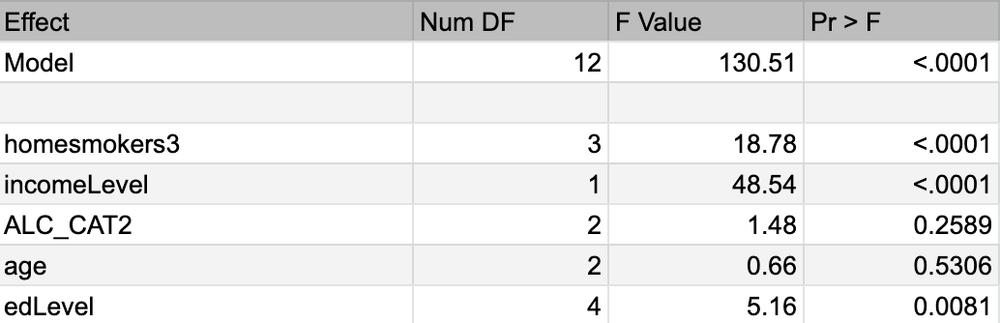 Effect Num DF F Value Pr > F
Model 12 130.51 <.0001
homesmokers3 3 18.78 <.0001
incomeLevel 1 48.54 <.0001
ALC_CAT2 2 1.48 0.2589
age 2 0.66 0.5306
edLevel 4 5.16 0.0081